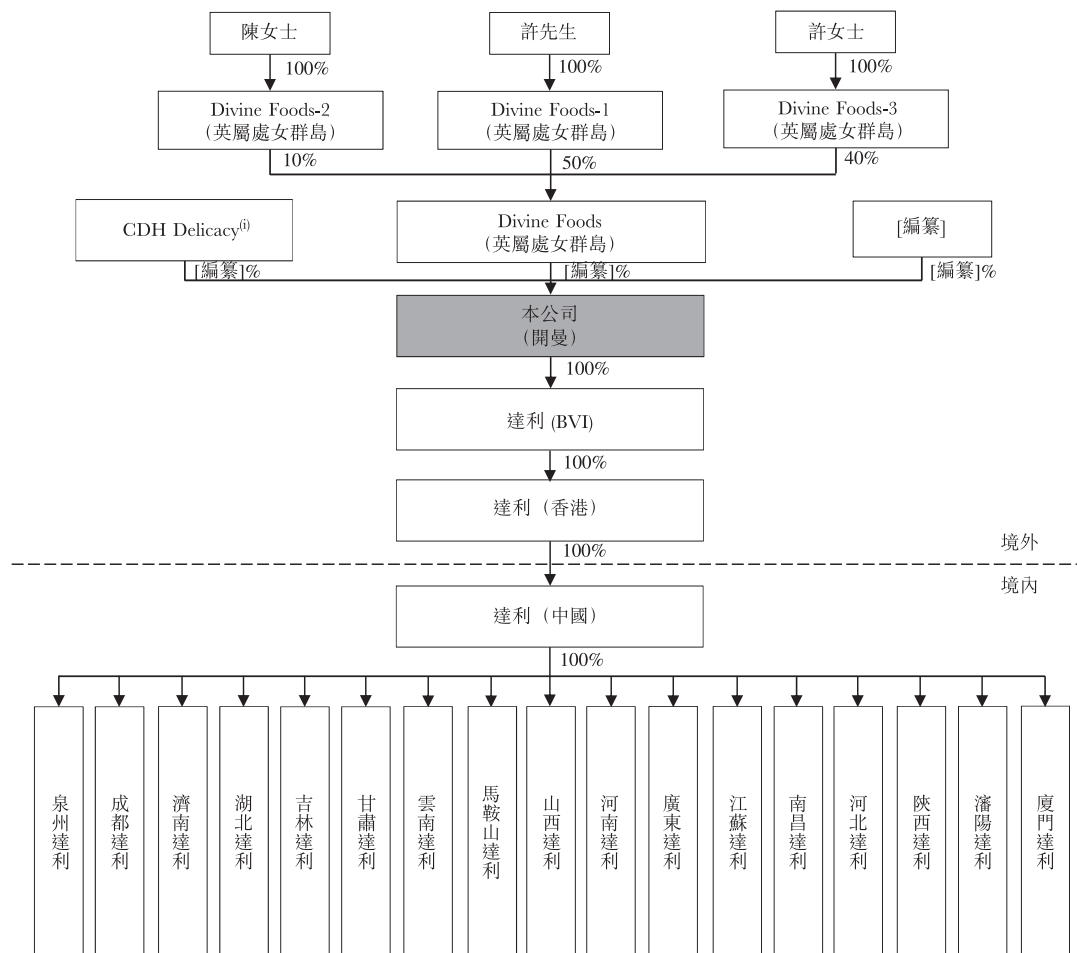 陳女士
許先生
許女士
100%
100%
100%
Divine Foods-2
(英屬處女群島)
Divine Foods-1
(英屬處女群島)
Divine Foods-3
(英屬處女群島)
10%
50%
40%
CDH Delicacy(i)
Divine Foods
(英屬處女群島)
[編纂]
[編纂]%
[編纂]%
[編纂]%
本公司
(開曼)
100%
達利 (BVI)
100%
達利(香港)
100%
境外
境內
達利(中國)
100%
泉州達利
成都達利
濟南達利
湖北達利
吉林達利
甘肅達利
雲南達利
馬鞍山達利
山西達利
河南達利
廣東達利
江蘇達利
南昌達利
河北達利
陝西達利
瀋陽達利
廈門達利